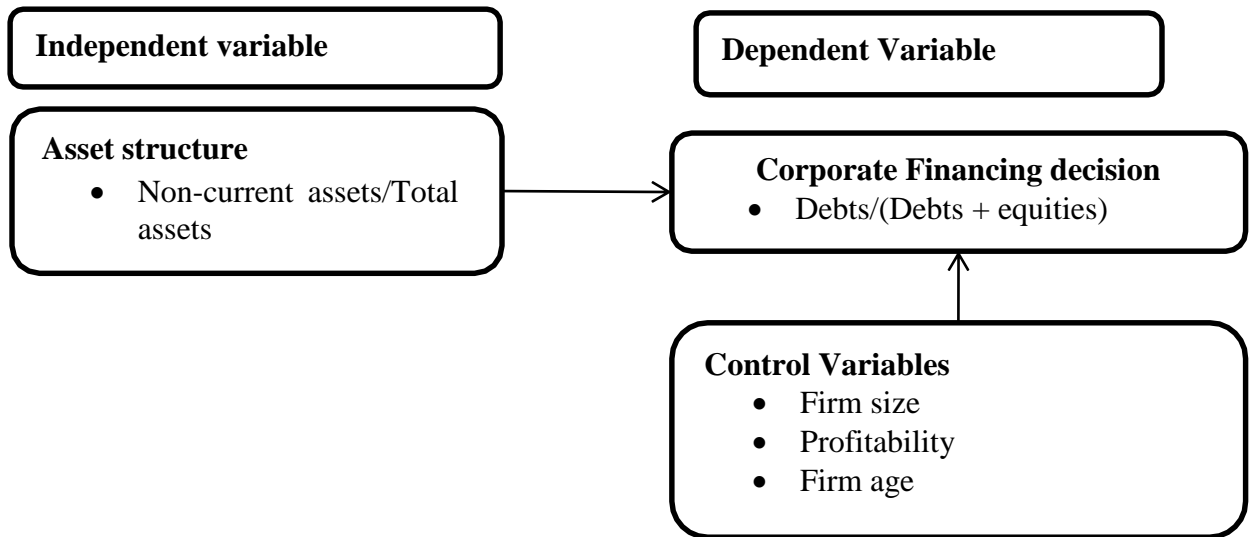 Independent variable
Dependent Variable
Asset structure
• Non-current assets/Total
assets
Corporate Financing decision
• Debts/(Debts + equities)
Control Variables
• Firm size
• Profitability
• Firm age